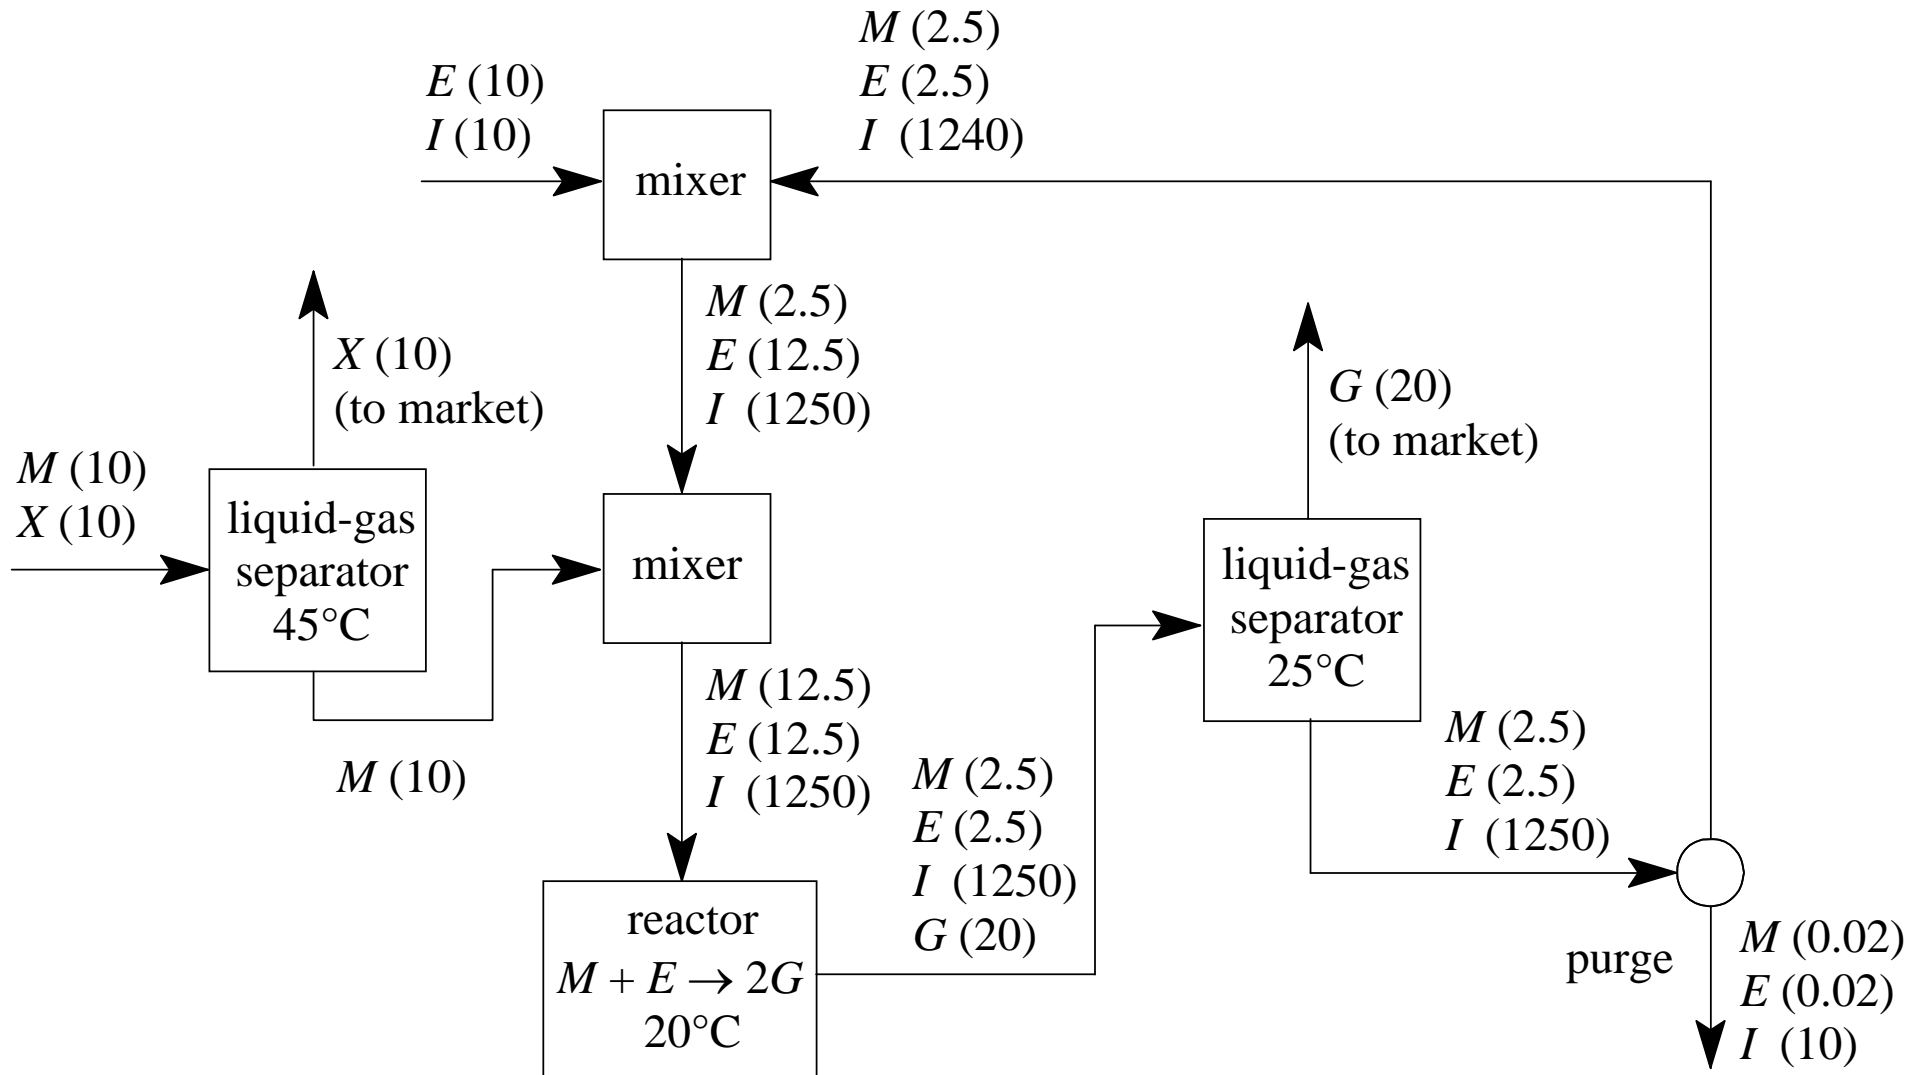 M (2.5)
E (2.5)
I (1240)
E (10)
I (10)
mixer
M (2.5)
E (12.5)
I (1250)
X (10)
(to market)
G (20)
(to market)
M (10)
X (10)
liquid-gas
separator
45°C
mixer
liquid-gas
separator
25°C
M (10)
M (12.5)
E (12.5)
I (1250)
M (2.5)
E (2.5)
I (1250)
G (20)
M (2.5)
E (2.5)
I (1250)
reactor
M + E → 2G
20°C
purge
M (0.02)
E (0.02)
I (10)